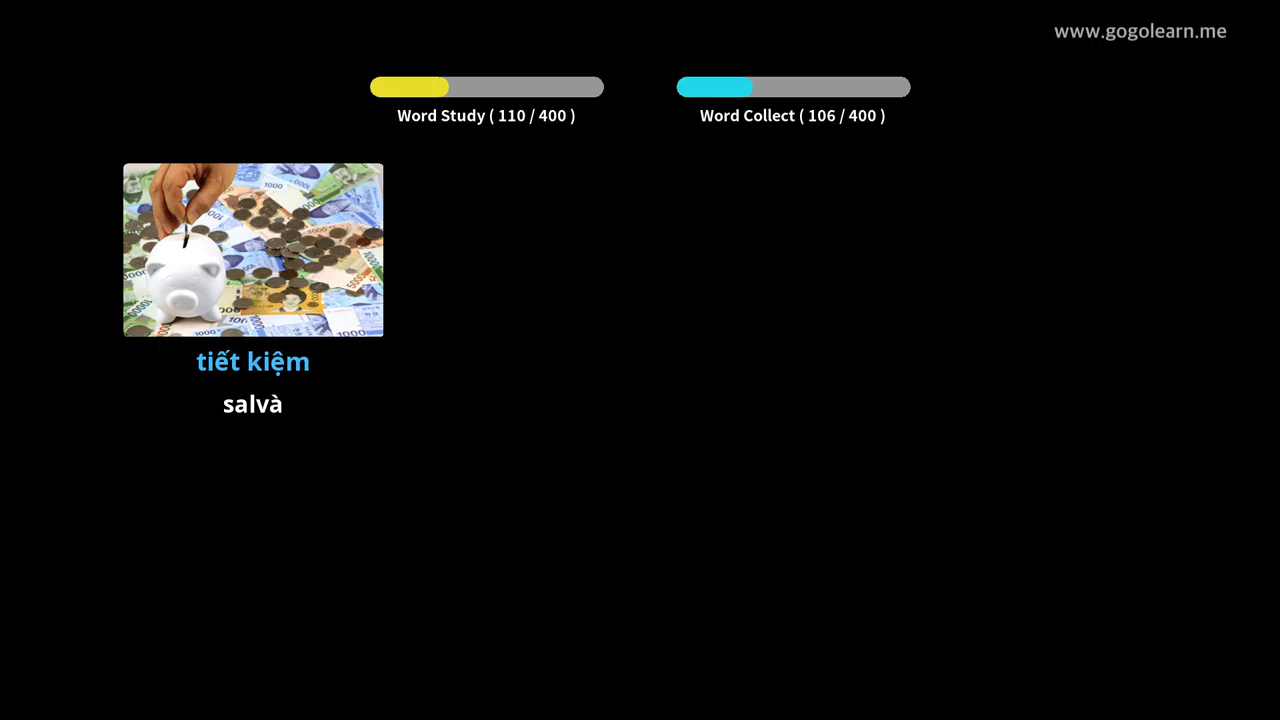 www.gogolearn.me
Word Study ( 110 / 400 )
Word Collect ( 106 / 400 )
tiết kiệm
salvà